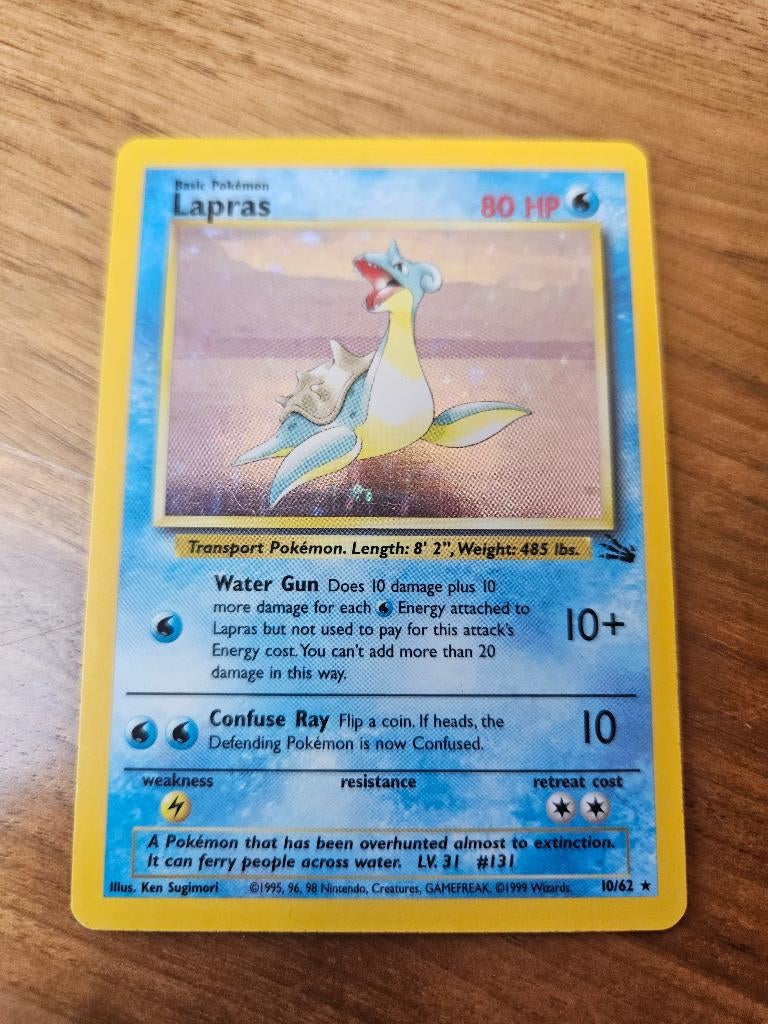 Basic Pokémon
Lapras 80 HP
Transport Pokémon. Length: 8' 2", Weight: 485 lbs.
Water Gun Does 10 damage plus 10
more damage for each Energy attached to
Lapras but not used to pay for this attack's
Energy cost. You can't add more than 20
damage in this way.
10+
Confuse Ray Flip a coin. If heads, the
Defending Pokémon is now Confused.
10
weakness resistance retreat cost
A Pokémon that has been overhunted almost to extinction.
It can ferry people across water. LV. 31 #131
Illus. Ken Sugimori ©1995, 96, 98 Nintendo, Creatures, GAMEFREAK. ©1999 Wizards. 10/62 ★